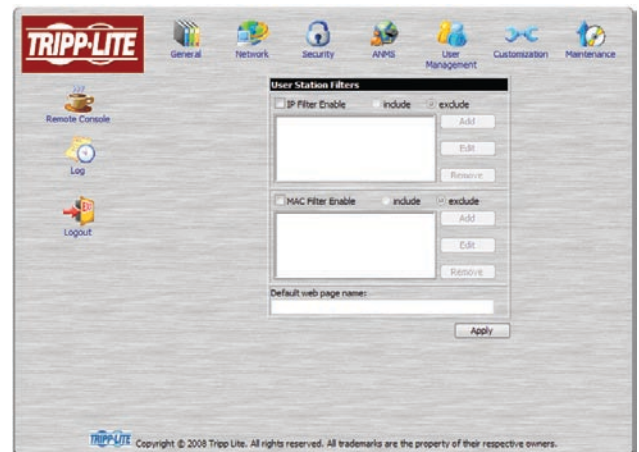 TRIPP·LITE
General
Network
Security
ANMS
User
Management
Customization
Maintenance
Remote Console
Log
Logout
User Station Filters
IP Filter Enable include exclude
Add
Edit
Remove
MAC Filter Enable include exclude
Add
Edit
Remove
Default web page name:
Apply
TRIPP·LITE Copyright © 2008 Tripp Lite. All rights reserved. All trademarks are the property of their respective owners.